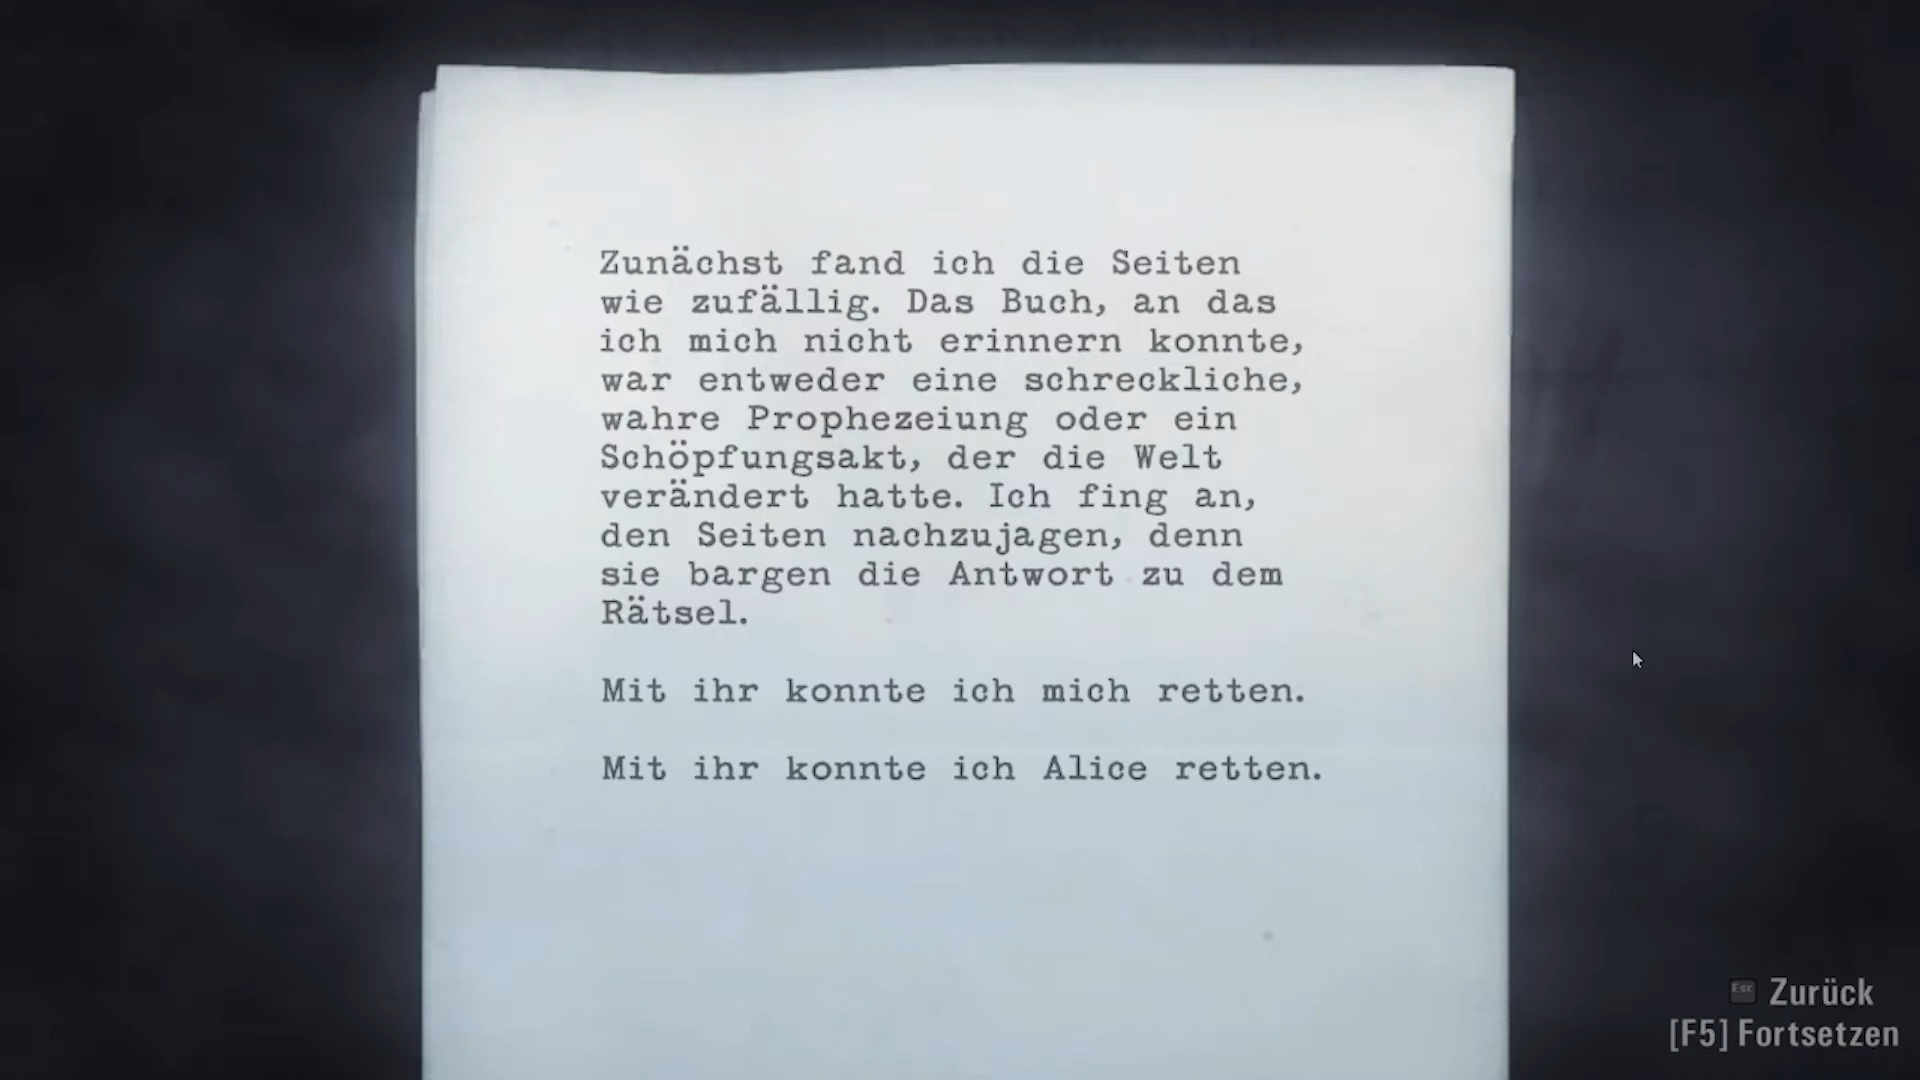 Zunächst fand ich die Seiten
wie zufällig. Das Buch, an das
ich mich nicht erinnern konnte,
war entweder eine schreckliche,
wahre Prophezeiung oder ein
Schöpfungsakt, der die Welt
verändert hatte. Ich fing an,
den Seiten nachzujagen, denn
sie bargen die Antwort zu dem
Rätsel.
Mit ihr konnte ich mich retten.
Mit ihr konnte ich Alice retten.
Esc Zurück
[F5] Fortsetzen